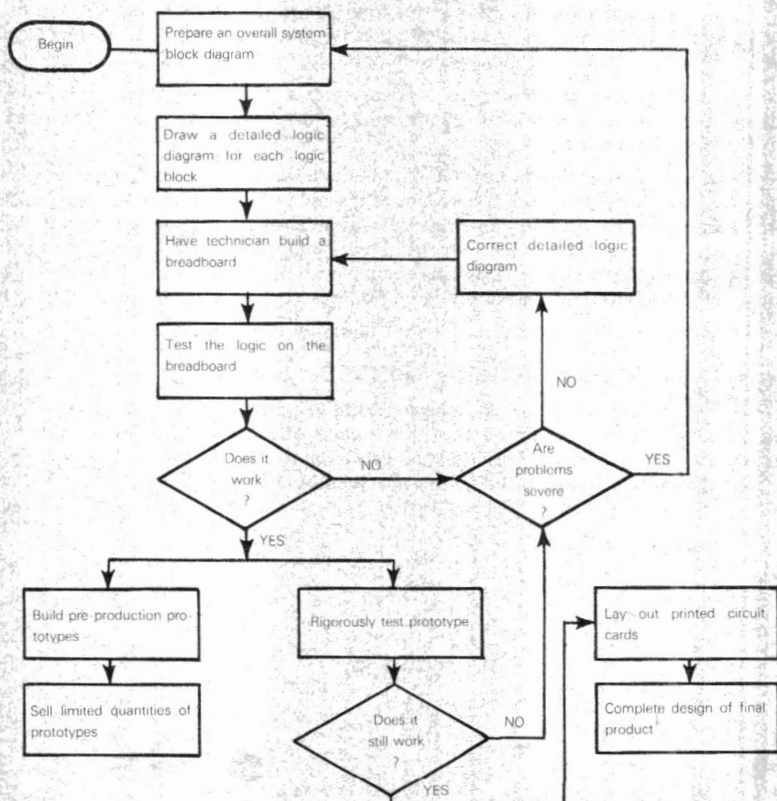 Begin
Prepare an overall system
block diagram
Draw a detailed logic
diagram for each logic
block
Have technician build a
breadboard
Correct detailed logic
diagram
Test the logic on the
breadboard
NO
Does it
work
?
NO
Are
problems
severe
?
YES
YES
Build pre-production pro-
totypes
Rigorously test prototype
Lay out printed circuit
cards
Sell limited quantities of
prototypes
Does it
still work
?
NO
Complete design of final
product
YES